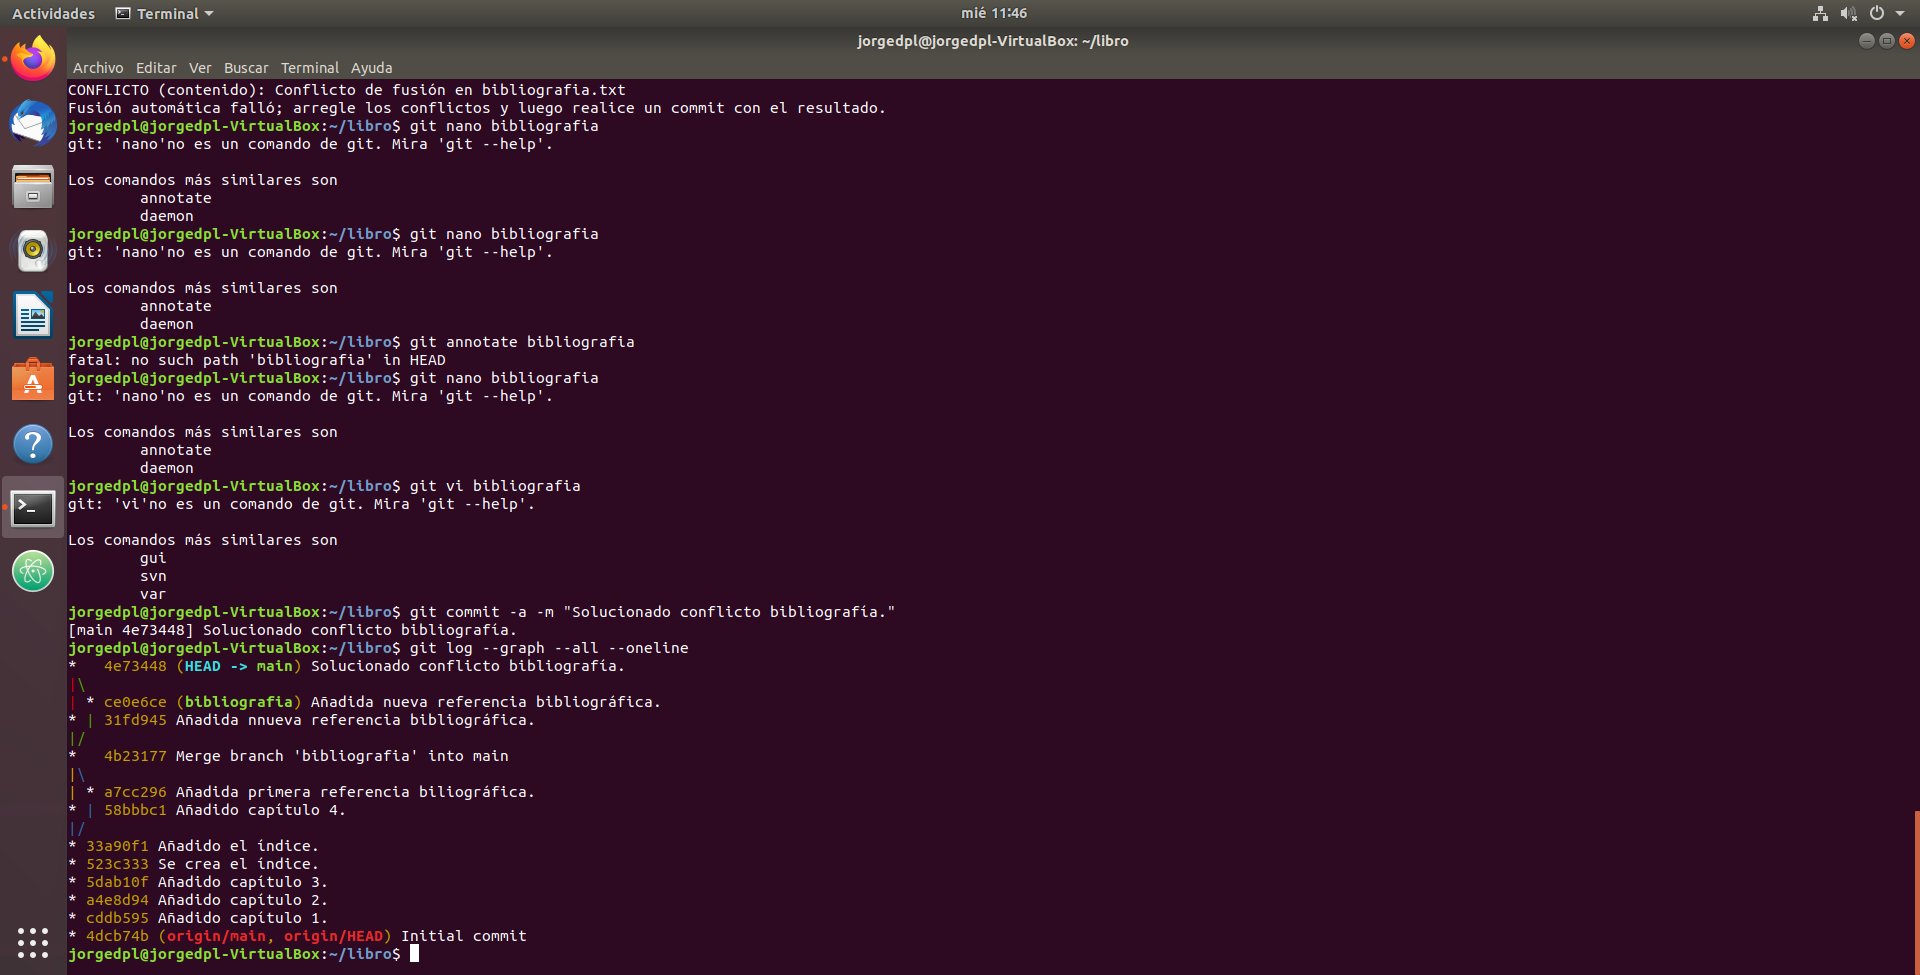 Actividades Terminal mié 11:46
jorgedpl@jorgedpl-VirtualBox: ~/libro
Archivo Editar Ver Buscar Terminal Ayuda
CONFLICTO (contenido): Conflicto de fusión en bibliografia.txt
Fusión automática falló; arregle los conflictos y luego realice un commit con el resultado.
jorgedpl@jorgedpl-VirtualBox:~/libro$ git nano bibliografia
git: 'nano'no es un comando de git. Mira 'git --help'.
Los comandos más similares son
annotate
daemon
jorgedpl@jorgedpl-VirtualBox:~/libro$ git nano bibliografia
git: 'nano'no es un comando de git. Mira 'git --help'.
Los comandos más similares son
annotate
daemon
jorgedpl@jorgedpl-VirtualBox:~/libro$ git annotate bibliografia
fatal: no such path 'bibliografia' in HEAD
jorgedpl@jorgedpl-VirtualBox:~/libro$ git nano bibliografia
git: 'nano'no es un comando de git. Mira 'git --help'.
Los comandos más similares son
annotate
daemon
jorgedpl@jorgedpl-VirtualBox:~/libro$ git vi bibliografia
git: 'vi'no es un comando de git. Mira 'git --help'.
Los comandos más similares son
gui
svn
var
jorgedpl@jorgedpl-VirtualBox:~/libro$ git commit -a -m "Solucionado conflicto bibliografía."
[main 4e73448] Solucionado conflicto bibliografía.
jorgedpl@jorgedpl-VirtualBox:~/libro$ git log --graph --all --oneline
*   4e73448 (HEAD -> main) Solucionado conflicto bibliografía.
|\
| * ce0e6ce (bibliografia) Añadida nueva referencia bibliográfica.
* | 31fd945 Añadida nnueva referencia bibliográfica.
|/
*   4b23177 Merge branch 'bibliografia' into main
|\
| * a7cc296 Añadida primera referencia biliográfica.
* | 58bbbc1 Añadido capítulo 4.
|/
* 33a90f1 Añadido el índice.
* 523c333 Se crea el índice.
* 5dab10f Añadido capítulo 3.
* a4e8d94 Añadido capítulo 2.
* cddb595 Añadido capítulo 1.
* 4dcb74b (origin/main, origin/HEAD) Initial commit
jorgedpl@jorgedpl-VirtualBox:~/libro$